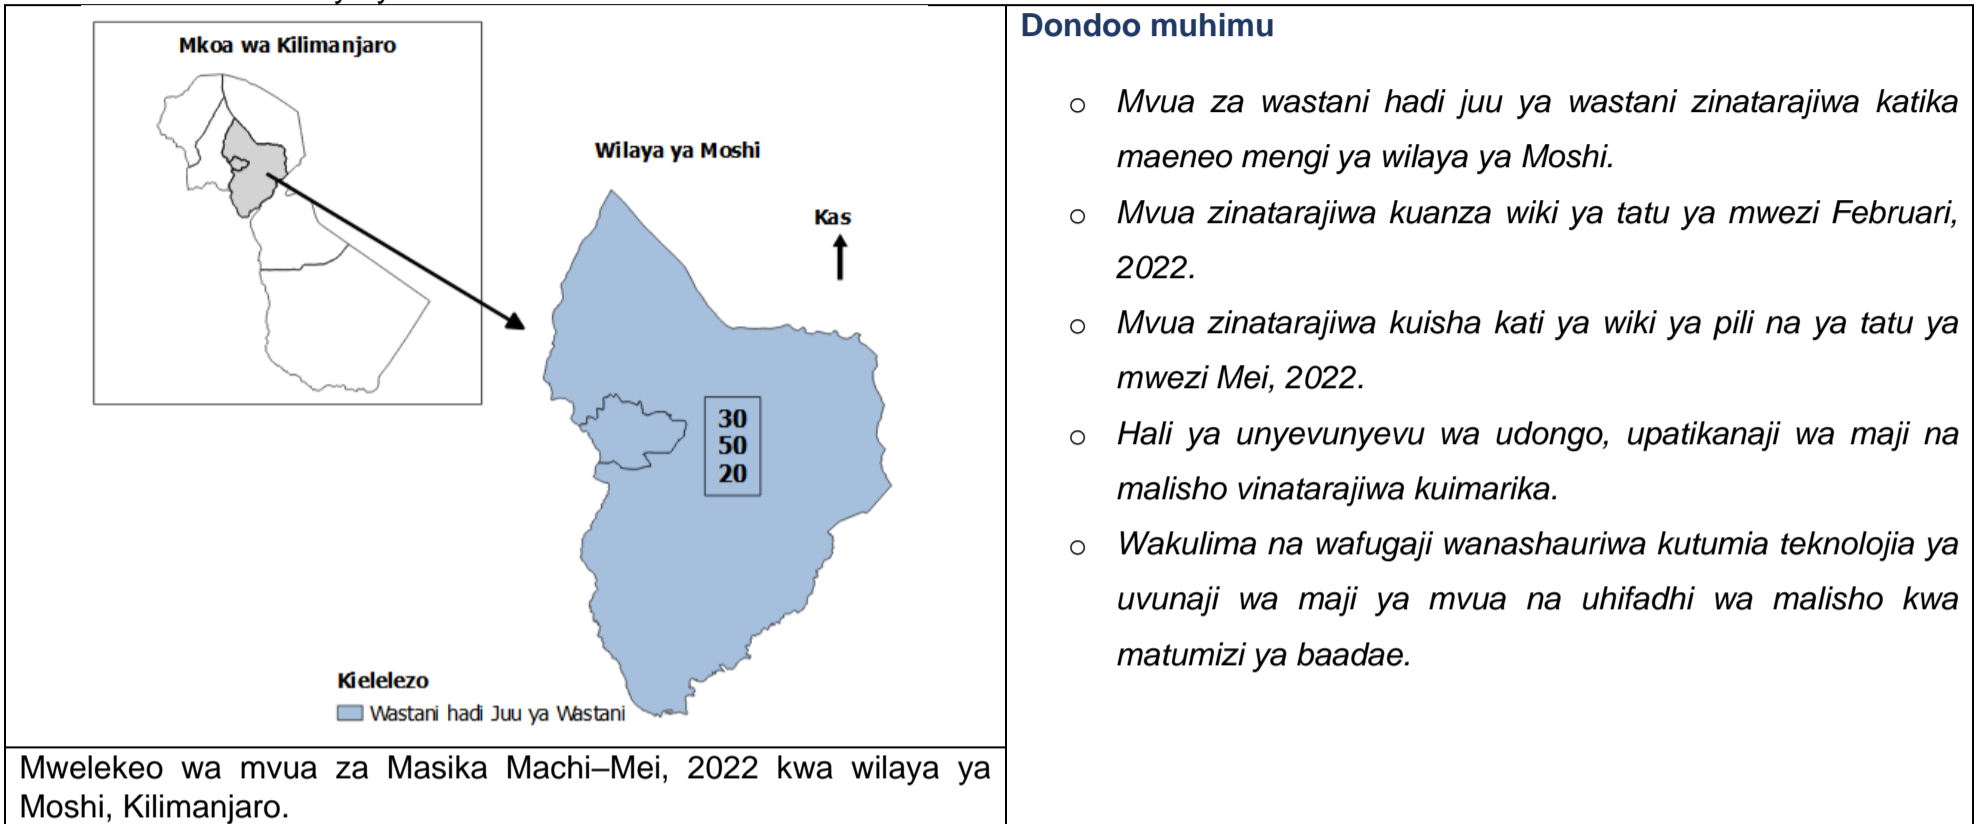 Mkoa wa Kilimanjaro
Wilaya ya Moshi
Kas
30
50
20
Kielelezo
Wastani hadi Juu ya Wastani
Mwelekeo wa mvua za Masika Machi–Mei, 2022 kwa wilaya ya
Moshi, Kilimanjaro.
Dondoo muhimu
○ Mvua za wastani hadi juu ya wastani zinatarajiwa katika
maeneo mengi ya wilaya ya Moshi.
○ Mvua zinatarajiwa kuanza wiki ya tatu ya mwezi Februari,
2022.
○ Mvua zinatarajiwa kuisha kati ya wiki ya pili na ya tatu ya
mwezi Mei, 2022.
○ Hali ya unyevunyevu wa udongo, upatikanaji wa maji na
malisho vinatarajiwa kuimarika.
○ Wakulima na wafugaji wanashauriwa kutumia teknolojia ya
uvunaji wa maji ya mvua na uhifadhi wa malisho kwa
matumizi ya baadae.